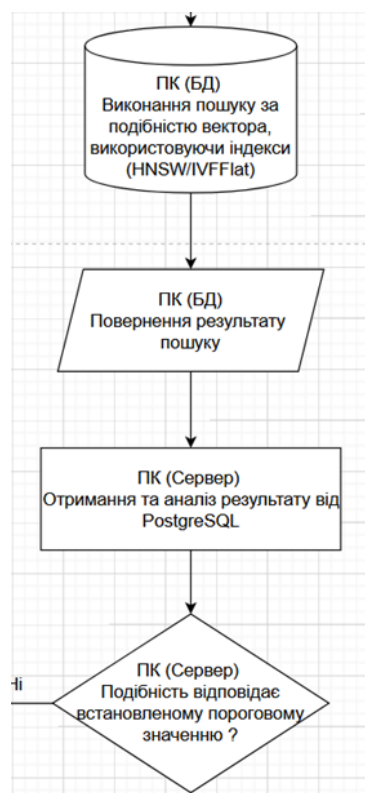 ПК (БД)
Виконання пошуку за
подібністю вектора,
використовуючи індекси
(HNSW/IVFFlat)
ПК (БД)
Повернення результату
пошуку
ПК (Сервер)
Отримання та аналіз результату від
PostgreSQL
Ні
ПК (Сервер)
Подібність відповідає
встановленому пороговому
значенню ?